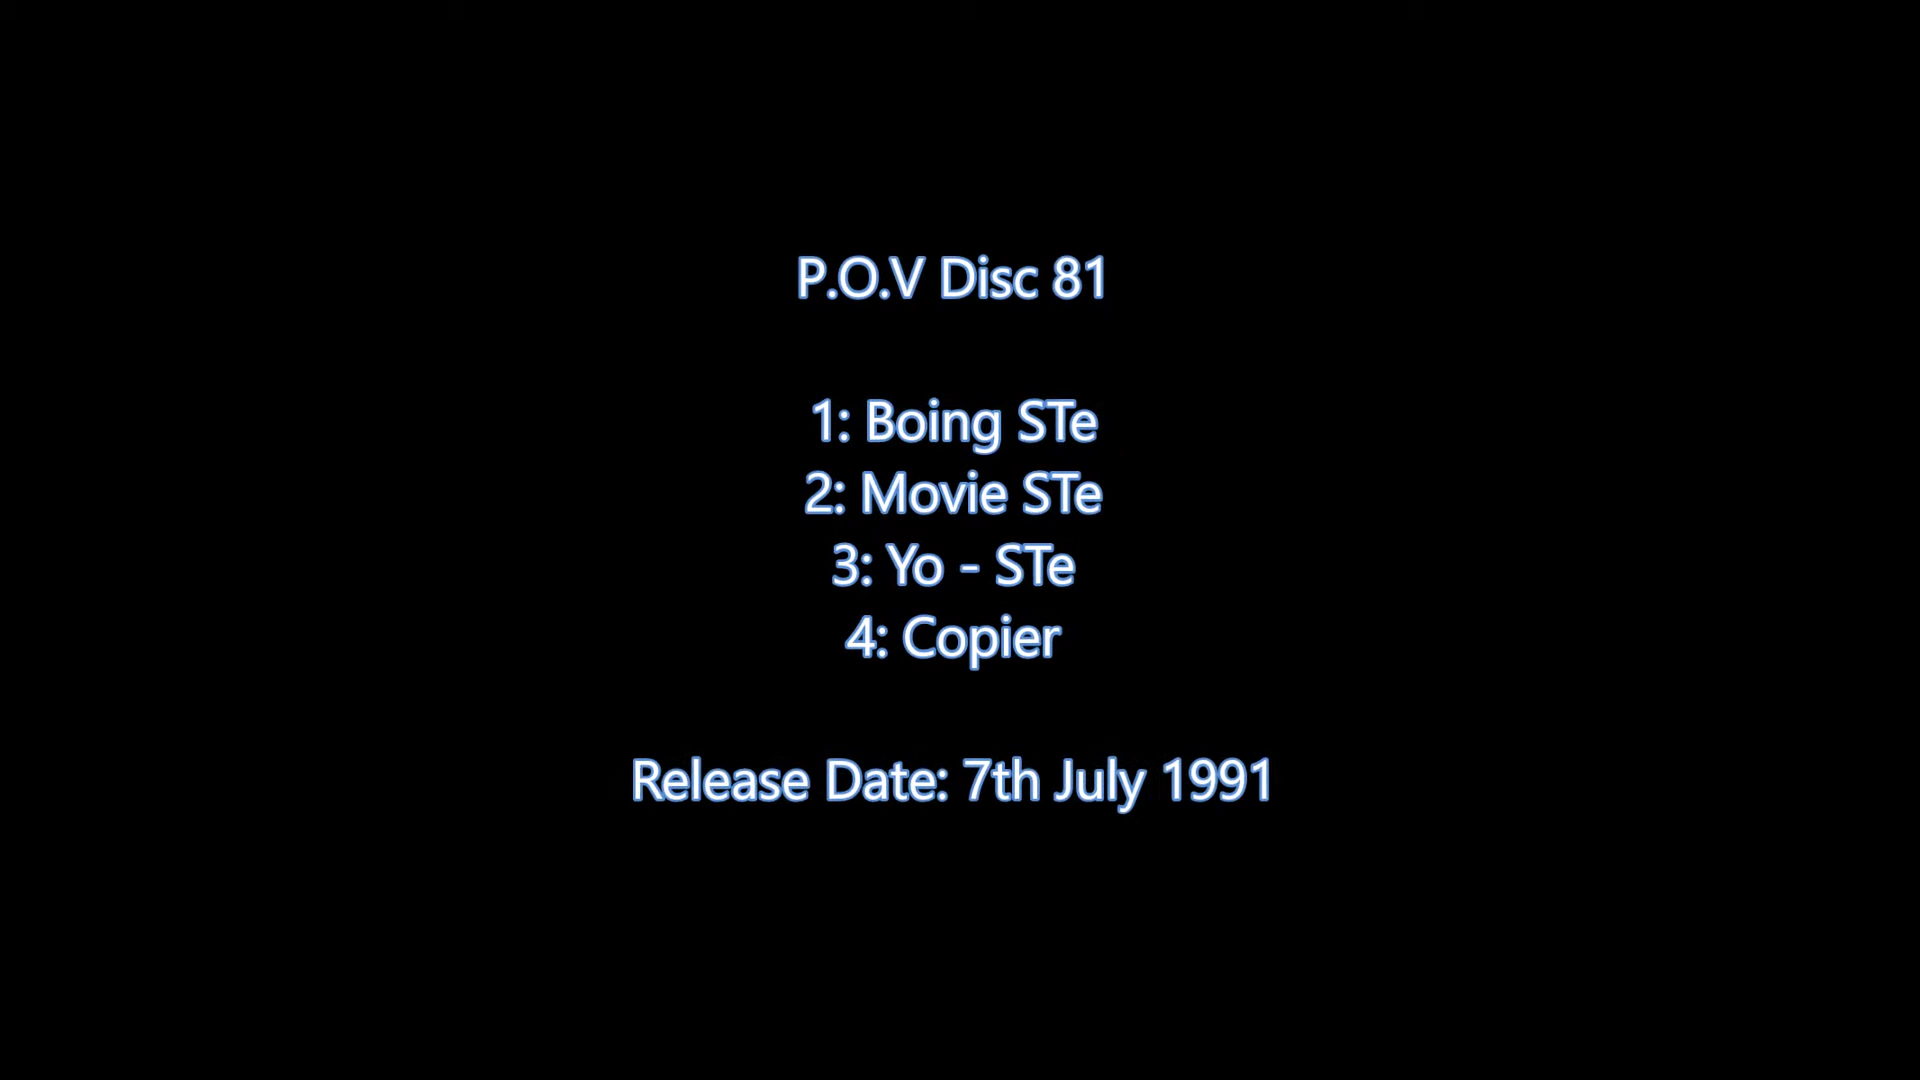 P.O.V Disc 81
1: Boing STe
2: Movie STe
3: Yo - STe
4: Copier
Release Date: 7th July 1991